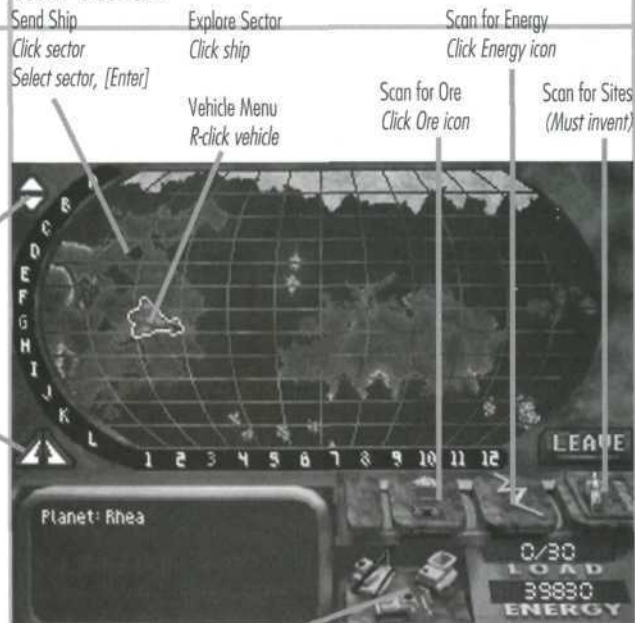 Send Ship
Click sector
Select sector, [Enter]
Explore Sector
Click ship
Vehicle Menu
R-click vehicle
Scan for Energy
Click Energy icon
Scan for Ore
Click Ore icon
Scan for Sites
(Must invent)
B
C
D
E
F
G
H
I
J
K
L
1 2 3 4 5 6 7 8 9 10 11 12
LEAVE
Planet: Rhea
0/30
LOAD
39830
ENERGY